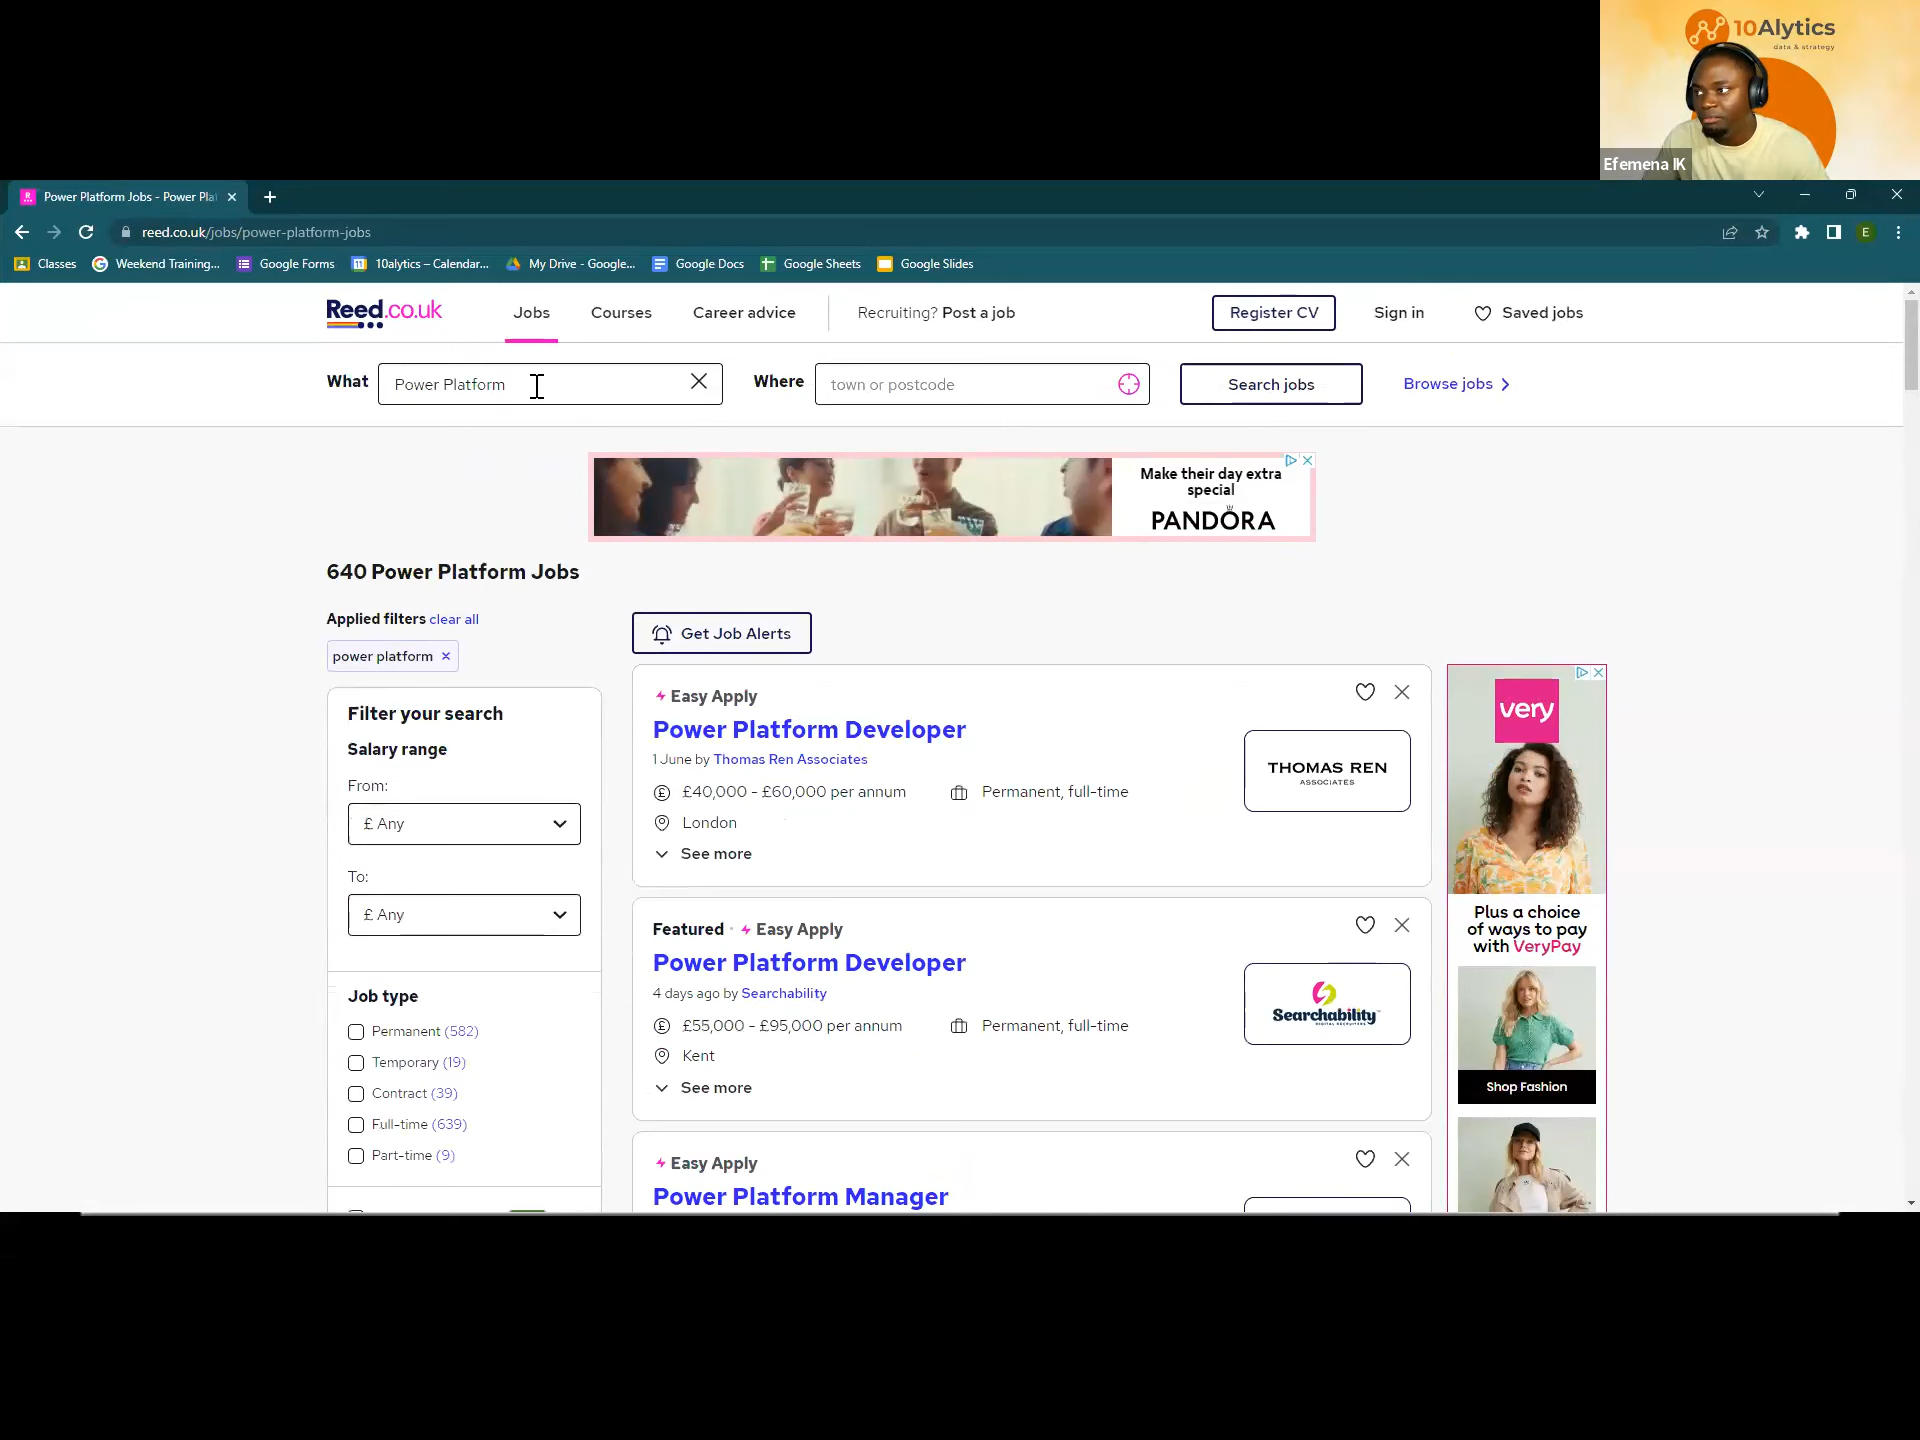 10Alytics
data & strategy
Efemena IK
Power Platform Jobs - Power Pla
reed.co.uk/jobs/power-platform-jobs
E
Classes
Weekend Training...
Google Forms
10alytics – Calendar...
My Drive - Google...
Google Docs
Google Sheets
Google Slides
Reed.co.uk
Jobs
Courses
Career advice
Recruiting? Post a job
Register CV
Sign in
Saved jobs
What
Power Platform
Where
town or postcode
Search jobs
Browse jobs
Make their day extra
special
PANDORA
640 Power Platform Jobs
Applied filters clear all
power platform
Get Job Alerts
Filter your search
Salary range
From:
£ Any
To:
£ Any
Job type
Permanent (582)
Temporary (19)
Contract (39)
Full-time (639)
Part-time (9)
Easy Apply
Power Platform Developer
1 June by Thomas Ren Associates
£40,000 - £60,000 per annum
Permanent, full-time
London
See more
THOMAS REN
ASSOCIATES
Featured · Easy Apply
Power Platform Developer
4 days ago by Searchability
£55,000 - £95,000 per annum
Permanent, full-time
Kent
See more
Searchability
DIGITAL RECRUITERS
Easy Apply
Power Platform Manager
very
Plus a choice
of ways to pay
with VeryPay
Shop Fashion